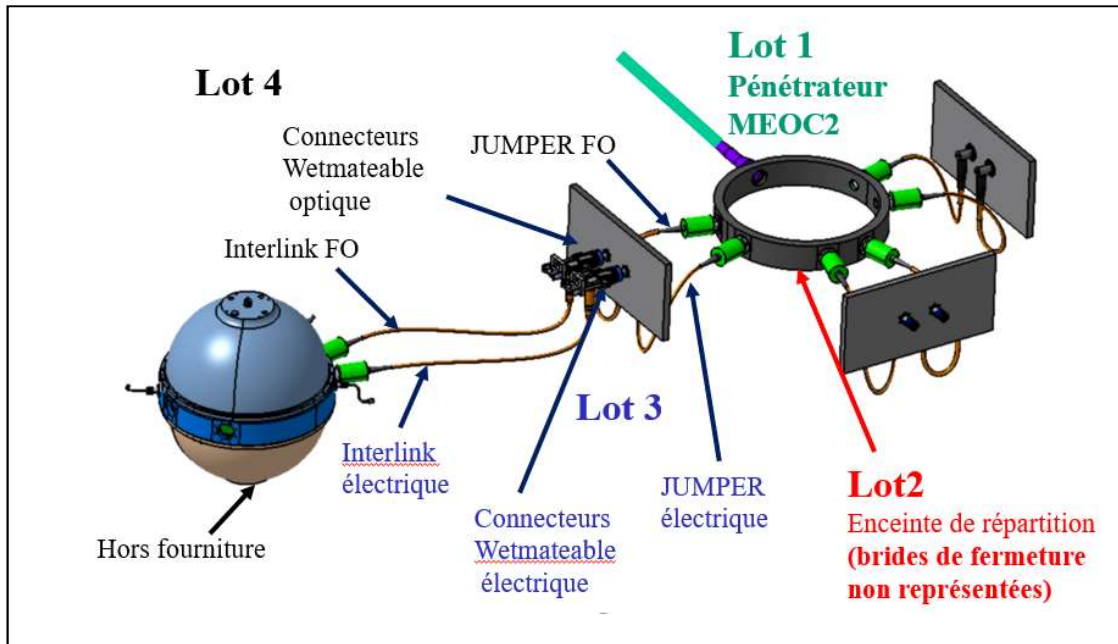 Lot 4
Connecteurs
Wetmateable
optique
JUMPER FO
Interlink FO
Lot 1
Pénétrateur
MEOC2
Lot 3
Interlink
électrique
Hors fourniture
Connecteurs
Wetmateable
électrique
JUMPER
électrique
Lot2
Enceinte de répartition
(brides de fermeture
non représentées)